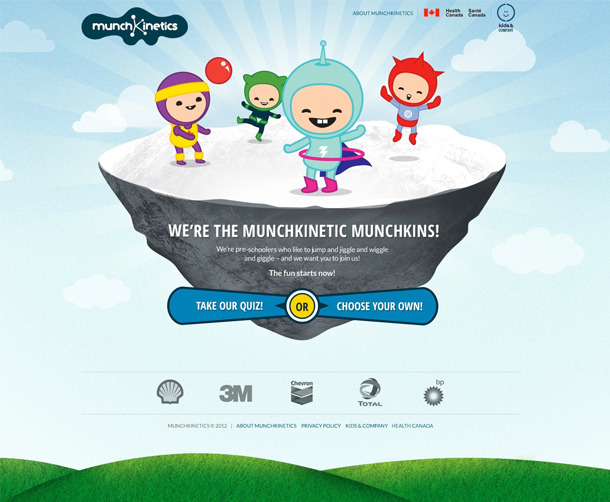 munchkinetics
ABOUT MUNCHKINETICS
Health Canada
Santé Canada
kids& company
WE'RE THE MUNCHKINETIC MUNCHKINS!
We're pre-schoolers who like to jump and jiggle and wiggle
and giggle – and we want you to join us!
The fun starts now!
TAKE OUR QUIZ! OR CHOOSE YOUR OWN!
3M
Chevron
TOTAL
bp
MUNCHKINETICS © 2012 | ABOUT MUNCHKINETICS PRIVACY POLICY KIDS & COMPANY HEALTH CANADA